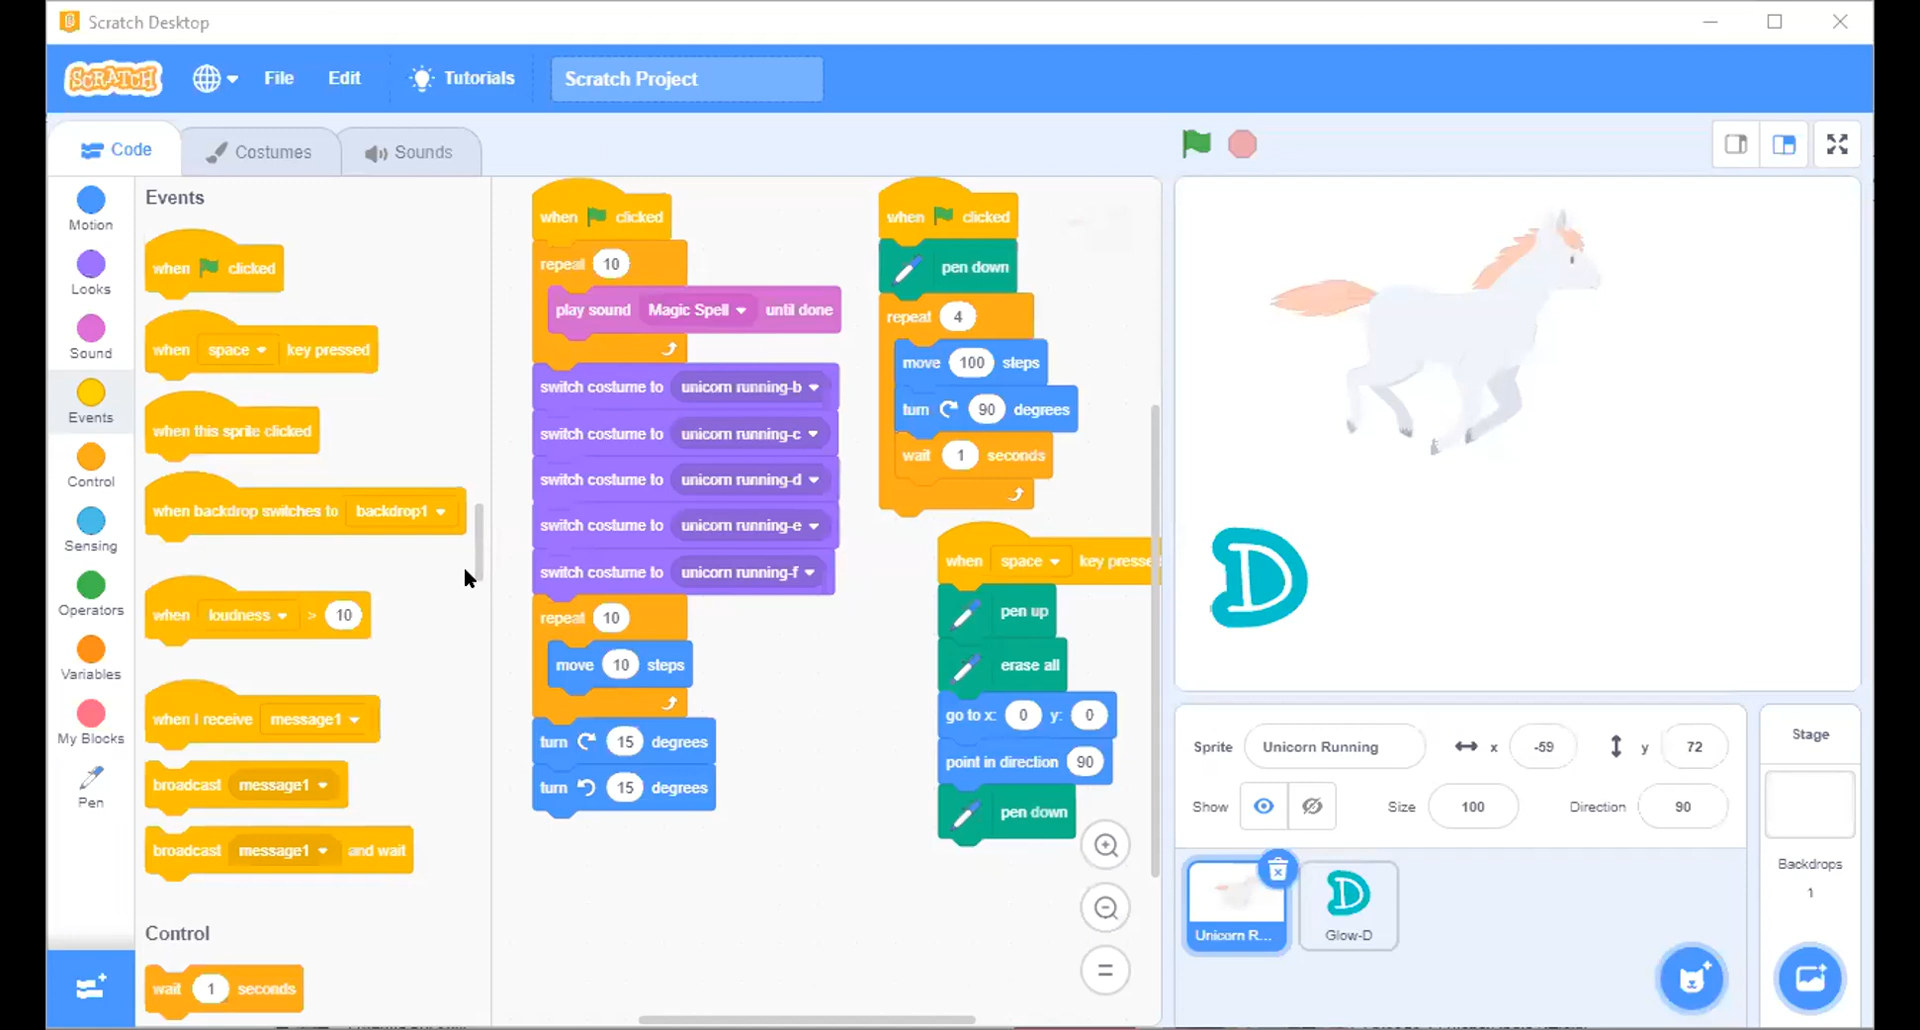 Scratch Desktop
SCRATCH File Edit Tutorials Scratch Project
Code Costumes Sounds
Motion
Looks
Sound
Events
Control
Sensing
Operators
Variables
My Blocks
Pen
Events
when clicked
when space key pressed
when this sprite clicked
when backdrop switches to backdrop1
when loudness > 10
when I receive message1
broadcast message1
broadcast message1 and wait
Control
wait 1 seconds
when clicked
repeat 10
play sound Magic Spell until done
switch costume to unicorn running-b
switch costume to unicorn running-c
switch costume to unicorn running-d
switch costume to unicorn running-e
switch costume to unicorn running-f
repeat 10
move 10 steps
turn 15 degrees
turn 15 degrees
when clicked
pen down
repeat 4
move 100 steps
turn 90 degrees
wait 1 seconds
when space key presse
pen up
erase all
go to x: 0 y: 0
point in direction 90
pen down
D
Sprite Unicorn Running x -59 y 72
Show Size 100 Direction 90
Unicorn R...
D
Glow-D
Stage
Backdrops
1